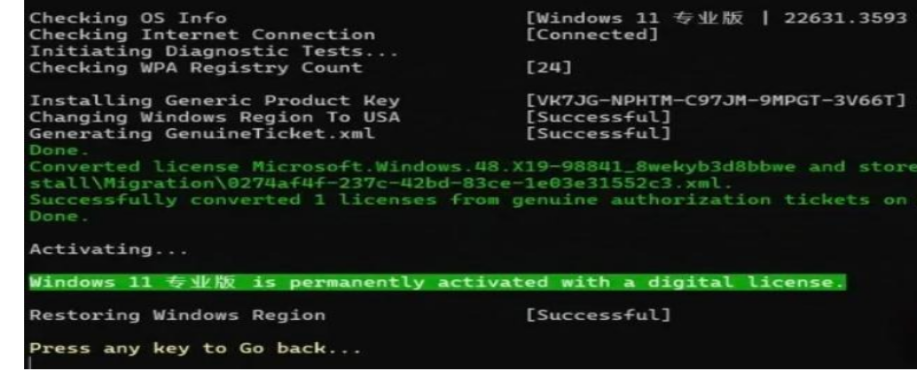 Checking OS Info [Windows 11 专业版 | 22631.3593
Checking Internet Connection [Connected]
Initiating Diagnostic Tests...
Checking WPA Registry Count [24]
Installing Generic Product Key [VK7JG-NPHTM-C97JM-9MPGT-3V66T]
Changing Windows Region To USA [Successful]
Generating GenuineTicket.xml [Successful]
Done.
Converted license Microsoft.Windows.48.X19-98841_8wekyb3d8bbwe and store
stall\Migration\0274af4f-237c-42bd-83ce-1e03e31552c3.xml.
Successfully converted 1 licenses from genuine authorization tickets on
Done.
Activating...
Windows 11 专业版 is permanently activated with a digital license.
Restoring Windows Region [Successful]
Press any key to Go back...